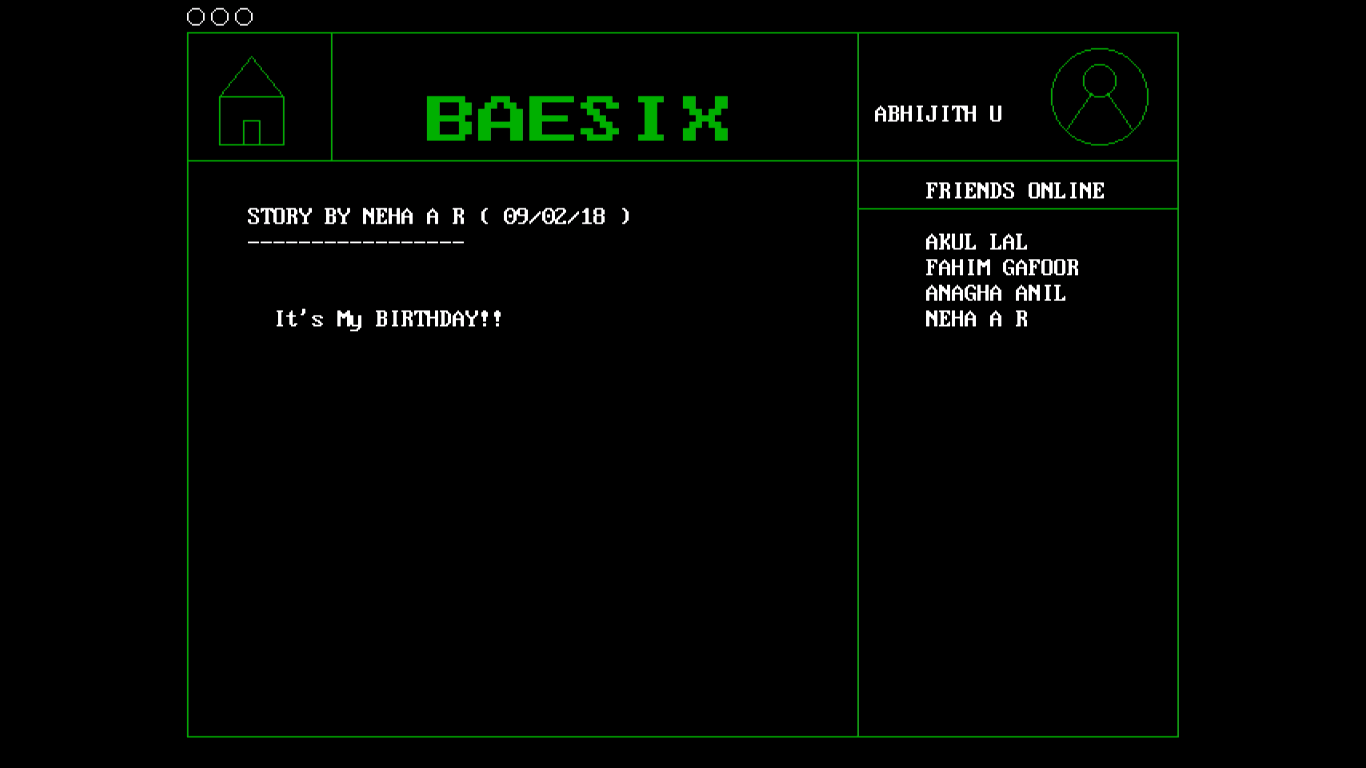 BAESIX
ABHIJITH U
STORY BY NEHA A R ( 09/02/18 )
-----------------
It's My BIRTHDAY!!
FRIENDS ONLINE
AKUL LAL
FAHIM GAFOOR
ANAGHA ANIL
NEHA A R